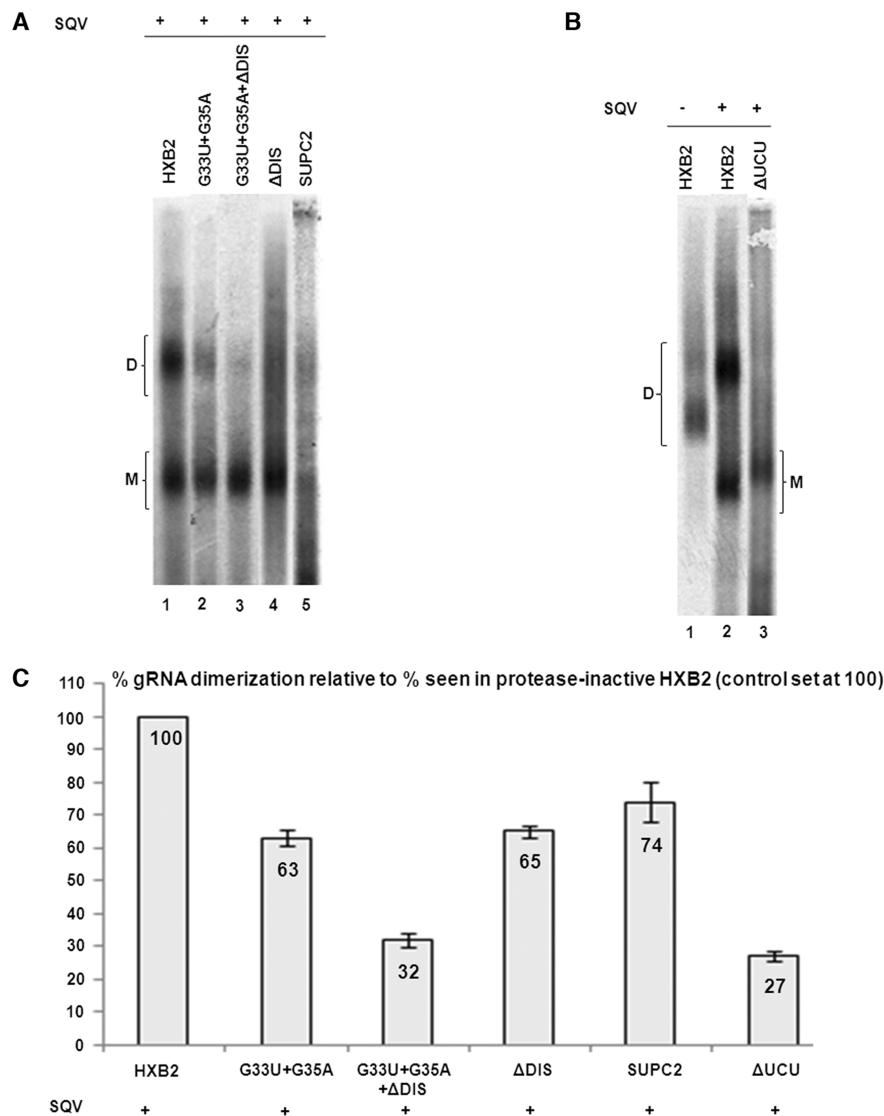 A
SQV + + + + +
HXB2
G33U+G35A
G33U+G35A+ΔDIS
ΔDIS
SUPC2
D
M
1 2 3 4 5
B
SQV - + +
HXB2
HXB2
ΔUCU
D
M
1 2 3
C
% gRNA dimerization relative to % seen in protease-inactive HXB2 (control set at 100)
110
100
90
80
70
60
50
40
30
20
10
0
100
63
32
65
74
27
HXB2 G33U+G35A G33U+G35A ΔDIS SUPC2 ΔUCU
+ΔDIS
SQV + + + + + +